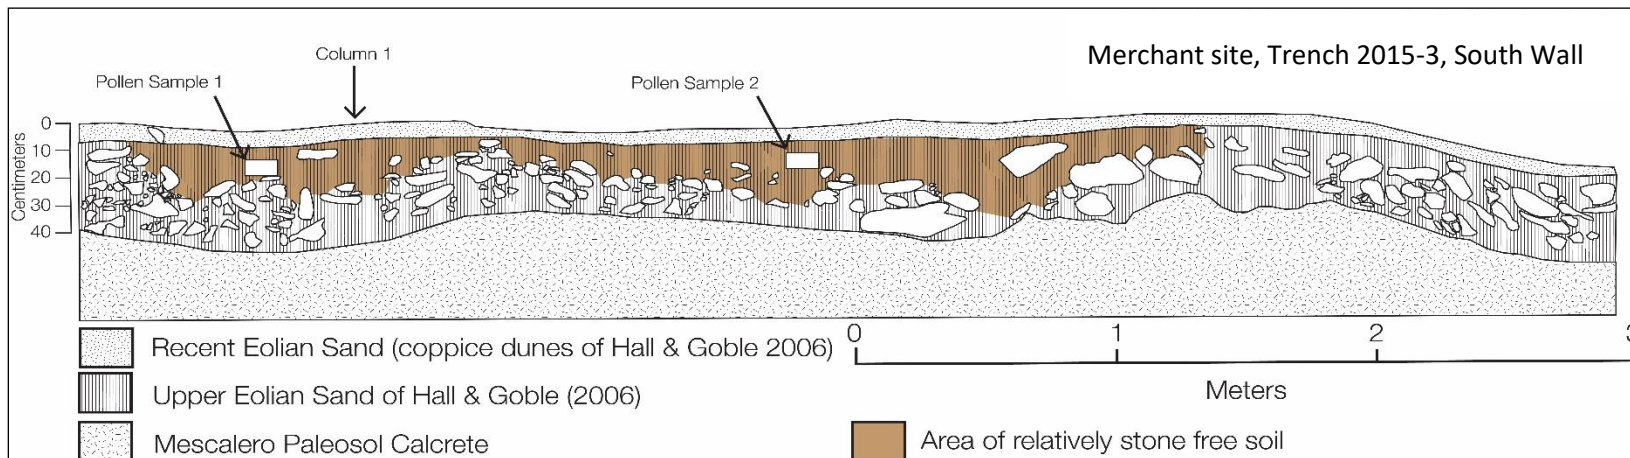 Merchant site, Trench 2015-3, South Wall
Column 1
Pollen Sample 1
Pollen Sample 2
Centimeters
0
10
20
30
40
Recent Eolian Sand (coppice dunes of Hall & Goble 2006)
Upper Eolian Sand of Hall & Goble (2006)
Mescalero Paleosol Calcrete
0
1
2
3
Meters
Area of relatively stone free soil